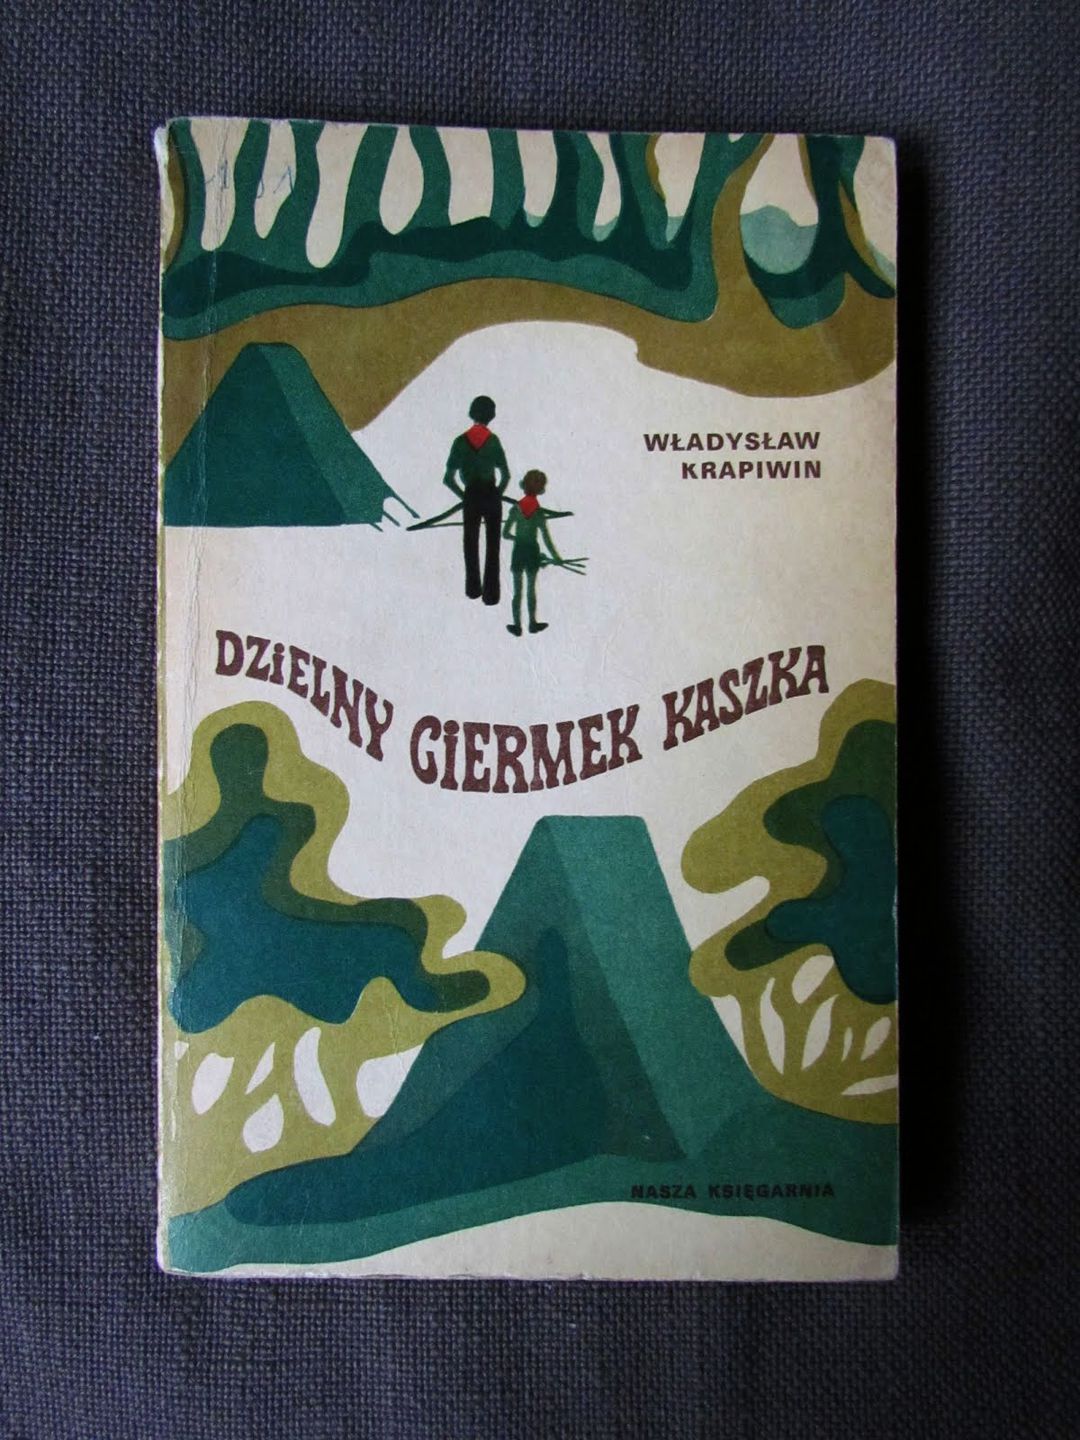 WŁADYSŁAW
KRAPIWIN
DZiELNY GiERMEK KASZKA
NASZA KSIĘGARNIA